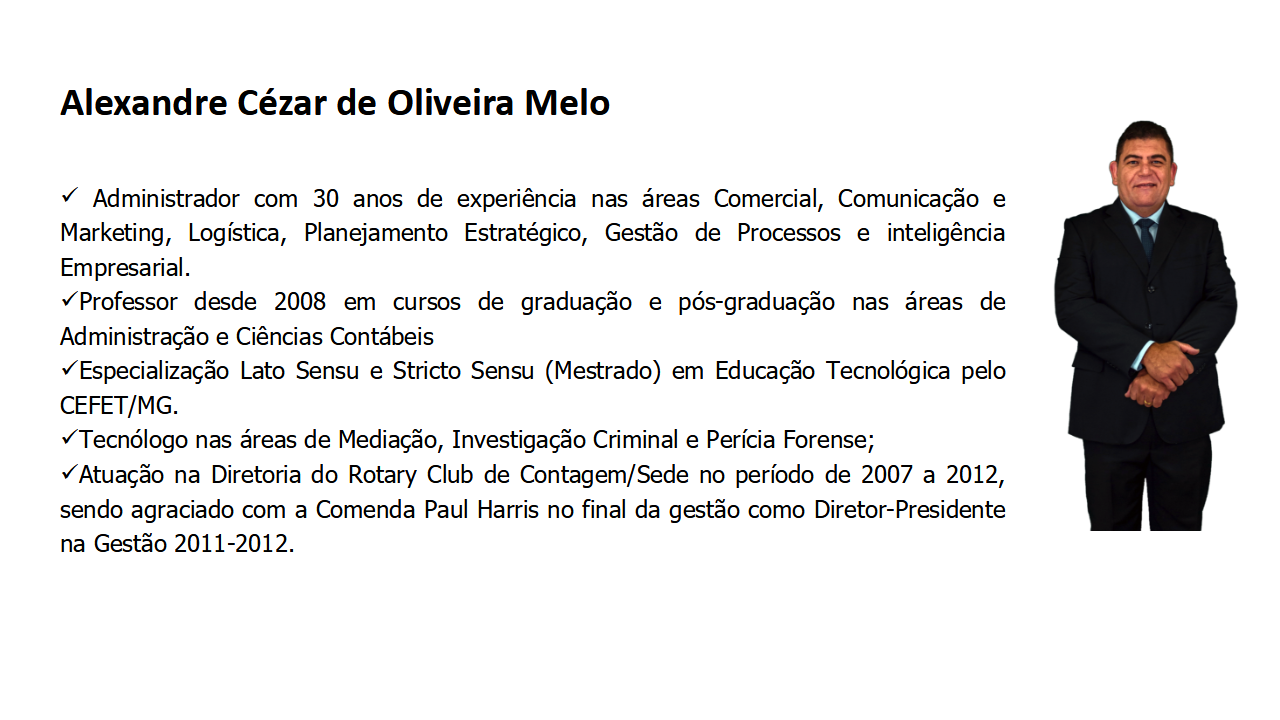 Alexandre Cézar de Oliveira Melo
✓ Administrador com 30 anos de experiência nas áreas Comercial, Comunicação e
Marketing, Logística, Planejamento Estratégico, Gestão de Processos e inteligência
Empresarial.
✓Professor desde 2008 em cursos de graduação e pós-graduação nas áreas de
Administração e Ciências Contábeis
✓Especialização Lato Sensu e Stricto Sensu (Mestrado) em Educação Tecnológica pelo
CEFET/MG.
✓Tecnólogo nas áreas de Mediação, Investigação Criminal e Perícia Forense;
✓Atuação na Diretoria do Rotary Club de Contagem/Sede no período de 2007 a 2012,
sendo agraciado com a Comenda Paul Harris no final da gestão como Diretor-Presidente
na Gestão 2011-2012.